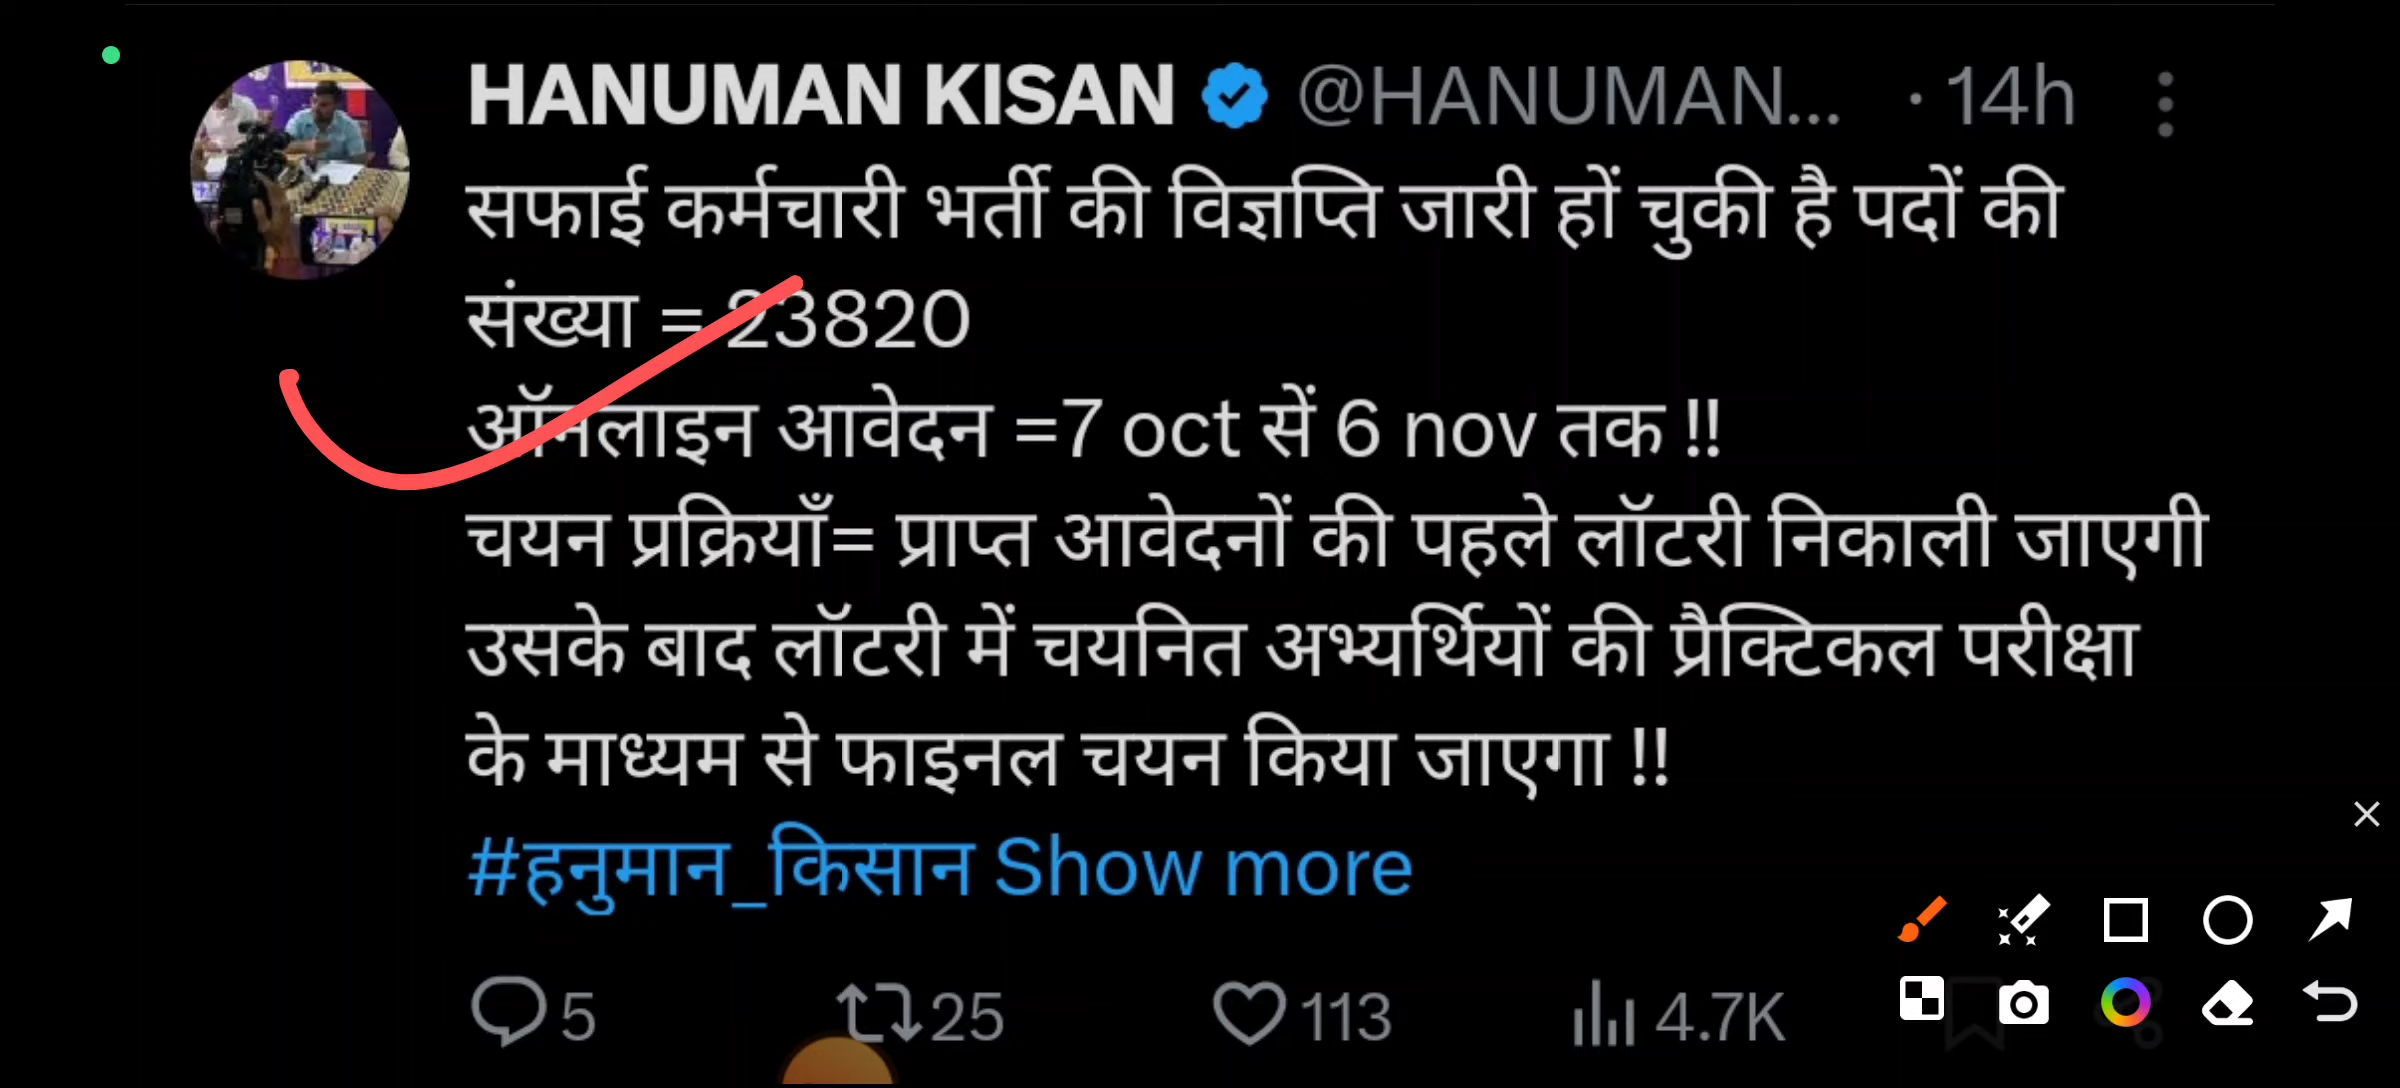 HANUMAN KISAN @HANUMAN... · 14h
सफाई कर्मचारी भर्ती की विज्ञप्ति जारी हों चुकी है पदों की
संख्या = 23820
ऑनलाइन आवेदन =7 oct सें 6 nov तक !!
चयन प्रक्रियाँ= प्राप्त आवेदनों की पहले लॉटरी निकाली जाएगी
उसके बाद लॉटरी में चयनित अभ्यर्थियों की प्रैक्टिकल परीक्षा
के माध्यम से फाइनल चयन किया जाएगा !!
#हनुमान_किसान Show more
5 25 113 4.7K